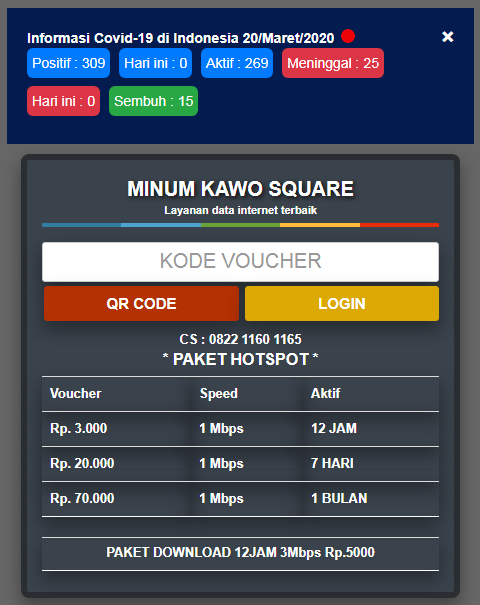 Informasi Covid-19 di Indonesia 20/Maret/2020
×
Positif : 309 Hari ini : 0 Aktif : 269 Meninggal : 25
Hari ini : 0 Sembuh : 15
MINUM KAWO SQUARE
Layanan data internet terbaik
KODE VOUCHER
QR CODE LOGIN
CS : 0822 1160 1165
* PAKET HOTSPOT *
Voucher Speed Aktif
Rp. 3.000 1 Mbps 12 JAM
Rp. 20.000 1 Mbps 7 HARI
Rp. 70.000 1 Mbps 1 BULAN
PAKET DOWNLOAD 12JAM 3Mbps Rp.5000